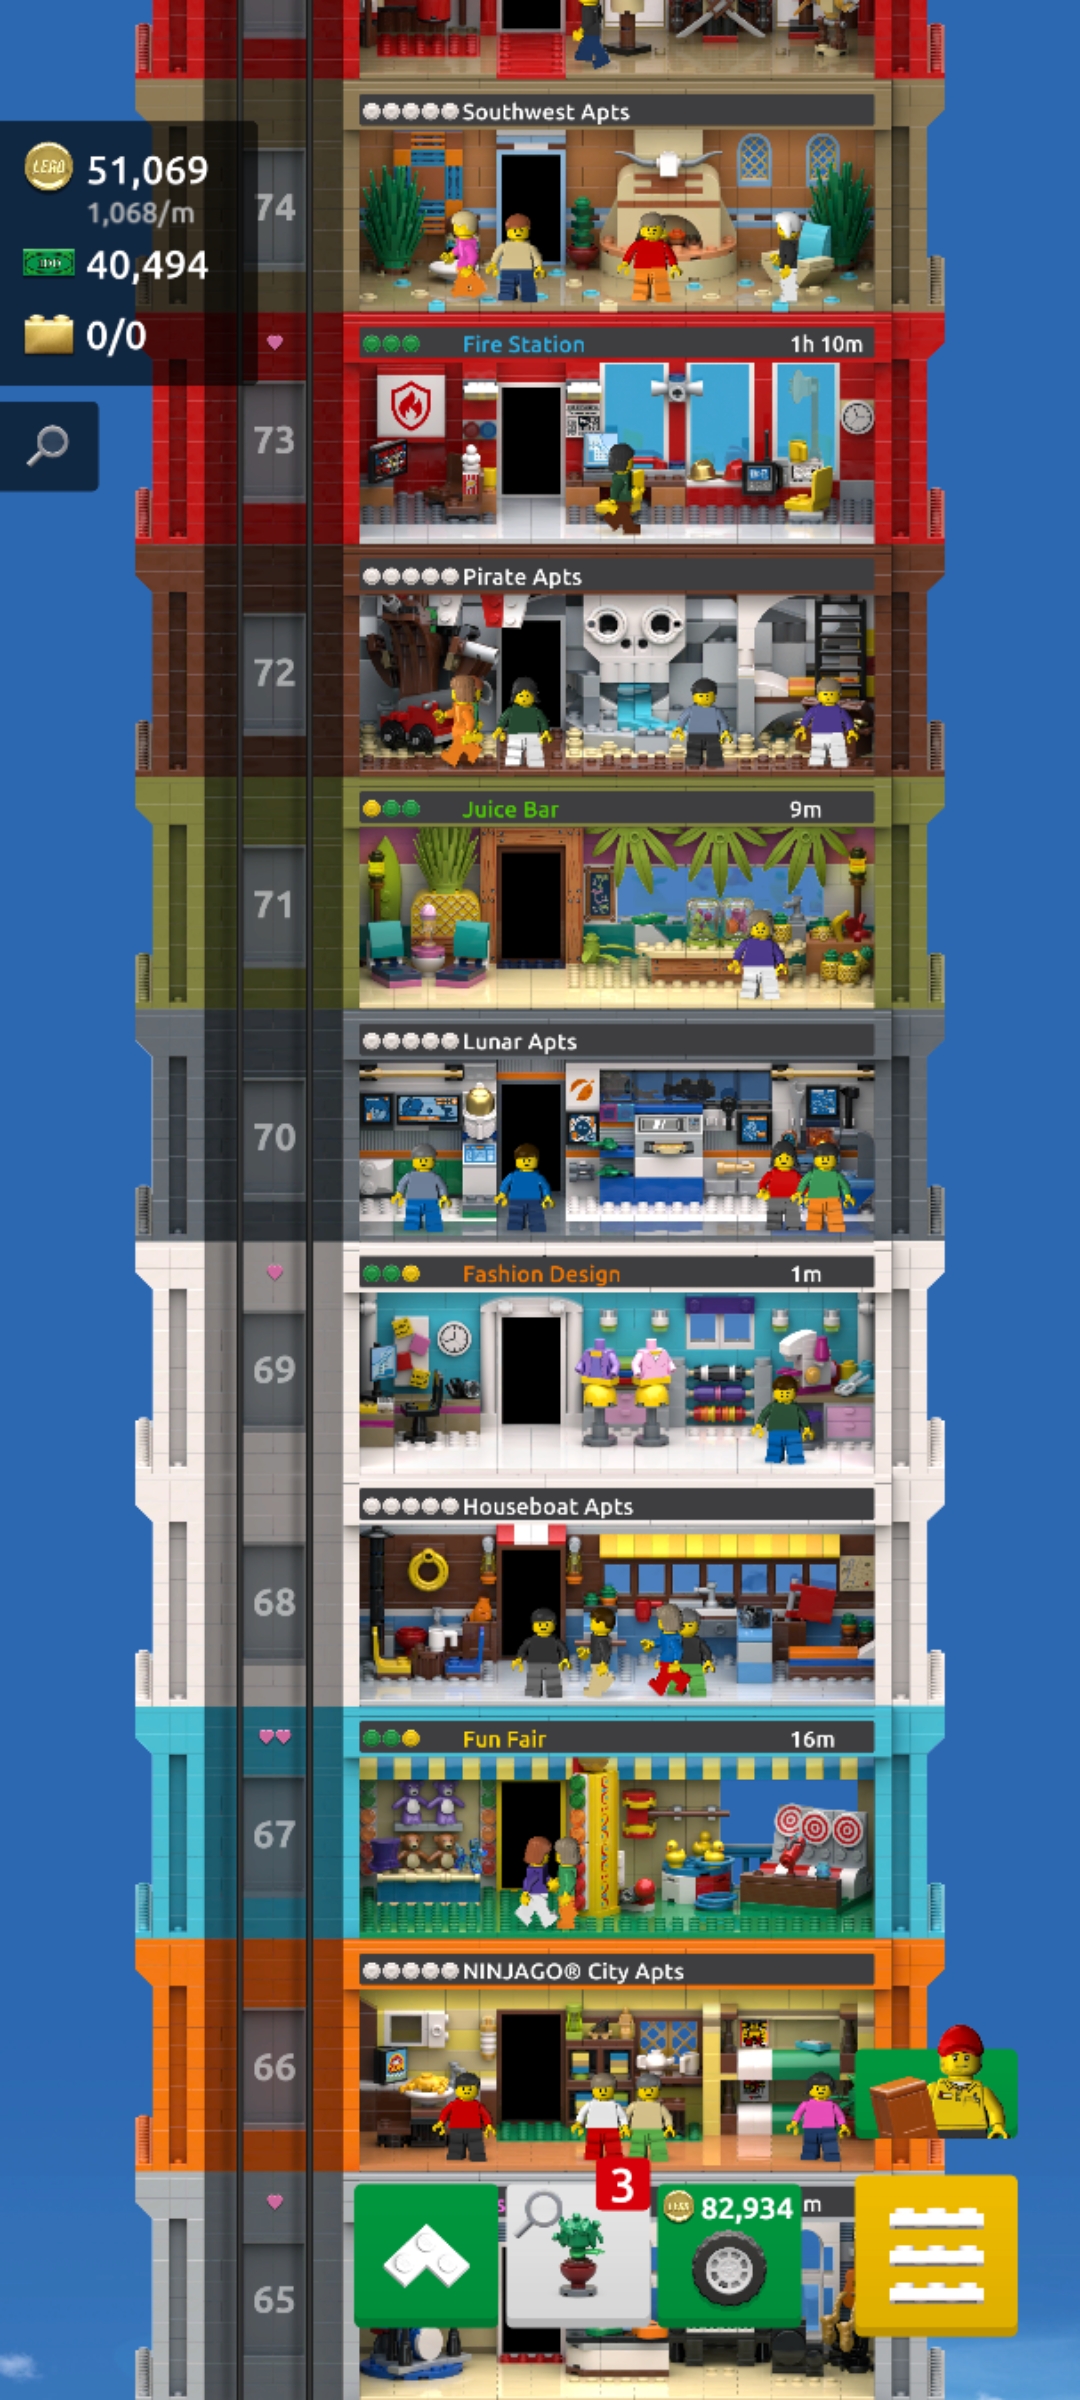 Southwest Apts
LEGO 51,069
1,068/m
74
40,494
0/0
Fire Station 1h 10m
73
Pirate Apts
72
Juice Bar 9m
71
Lunar Apts
70
Fashion Design 1m
69
Houseboat Apts
68
Fun Fair 16m
67
NINJAGO® City Apts
66
3
82,934
s
m
65